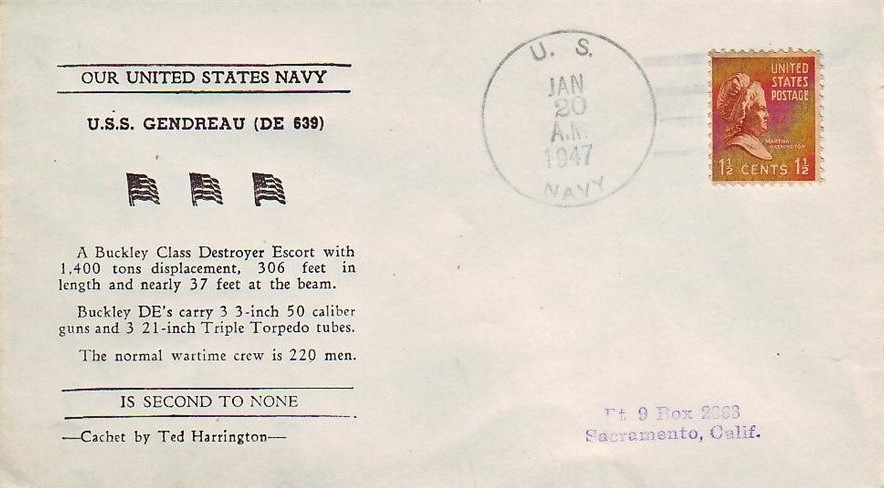 OUR UNITED STATES NAVY
U.S.S. GENDREAU (DE 639)
A Buckley Class Destroyer Escort with
1,400 tons displacement, 306 feet in
length and nearly 37 feet at the beam.
Buckley DE's carry 3 3-inch 50 caliber
guns and 3 21-inch Triple Torpedo tubes.
The normal wartime crew is 220 men.
IS SECOND TO NONE
—Cachet by Ted Harrington—
U. S.
JAN
20
A.M.
1947
NAVY
UNITED
STATES
POSTAGE
MARTHA
WASHINGTON
1½ CENTS 1½
9 Box
Sacramento, Calif.